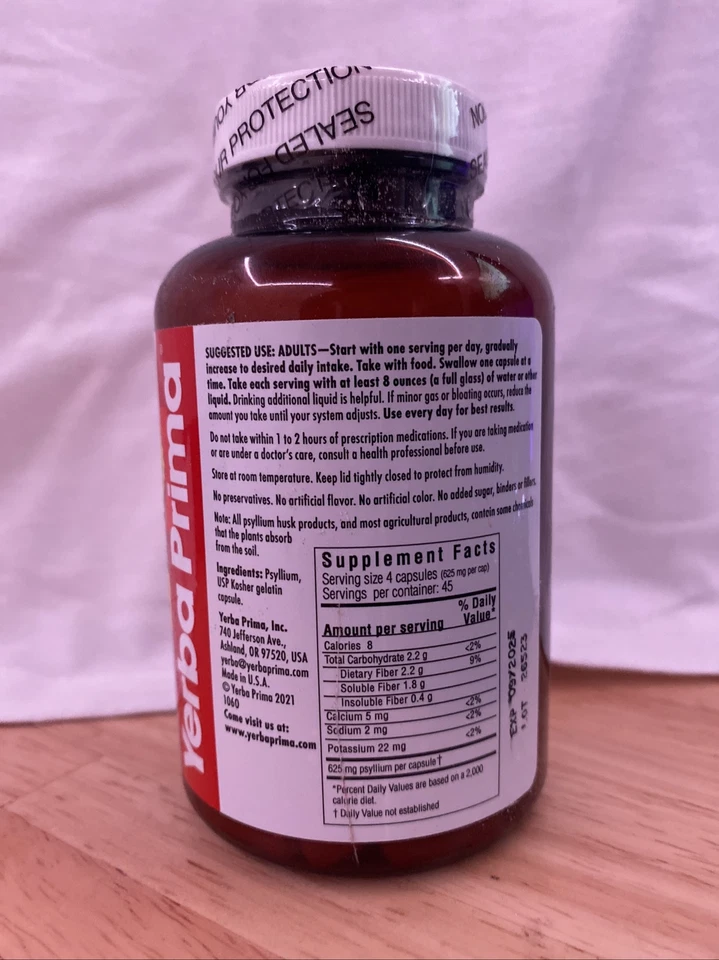 OR YOU
NO
UR PROTECTION
SEALED FOR
SUGGESTED USE: ADULTS—Start with one serving per day, gradually
increase to desired daily intake. Take with food. Swallow one capsule at a
time. Take each serving with at least 8 ounces (a full glass) of water or other
liquid. Drinking additional liquid is helpful. If minor gas or bloating occurs, reduce the
amount you take until your system adjusts. Use every day for best results.
Do not take within 1 to 2 hours of prescription medications. If you are taking medication
or are under a doctor's care, consult a health professional before use.
Store at room temperature. Keep lid tightly closed to protect from humidity.
No preservatives. No artificial flavor. No artificial color. No added sugar, binders or fillers.
Note: All psyllium husk products, and most agricultural products, contain some chemicals
that the plants absorb
from the soil.
Ingredients: Psyllium,
USP Kosher gelatin
capsule.
Yerba Prima, Inc.
740 Jefferson Ave.,
Ashland, OR 97520, USA
yerba@yerbaprima.com
Made in U.S.A.
© Yerba Prima 2021
1060
Come visit us at:
www.yerbaprima.com
Supplement Facts
Serving size 4 capsules (625 mg per cap)
Servings per container: 45
Amount per serving % Daily Value*
Calories 8
Total Carbohydrate 2.2 g <2%
Dietary Fiber 2.2 g 9%
Soluble Fiber 1.8 g
Insoluble Fiber 0.4 g
Calcium 5 mg <2%
Sodium 2 mg <2%
Potassium 22 mg <2%
625 mg psyllium per capsule†
*Percent Daily Values are based on a 2,000
calorie diet.
† Daily Value not established
EXP 09/2025
LOT 26523
Yerba Prima